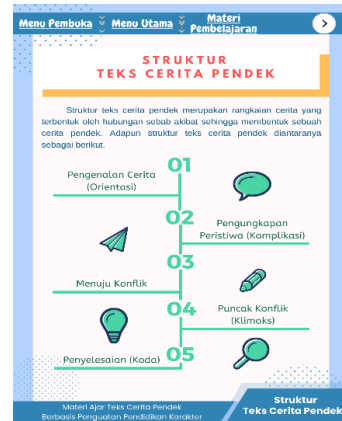 Menu Pembuka Menu Utama Materi
Pembelajaran
STRUKTUR
TEKS CERITA PENDEK
Struktur teks cerita pendek merupakan rangkaian cerita yang
terbentuk oleh hubungan sebab akibat sehingga membentuk sebuah
cerita pendek. Adapun struktur teks cerita pendek diantaranya
sebagai berikut.
01
Pengenalan Cerita
(Orientasi)
02
Pengungkapan
Peristiwa (Komplikasi)
03
Menuju Konflik
04
Puncak Konflik
(Klimaks)
05
Penyelesaian (Koda)
Materi Ajar Teks Cerita Pendek
Berbasis Panguatan Pendidikan Karakter
Struktur
Teks Cerita Pendek